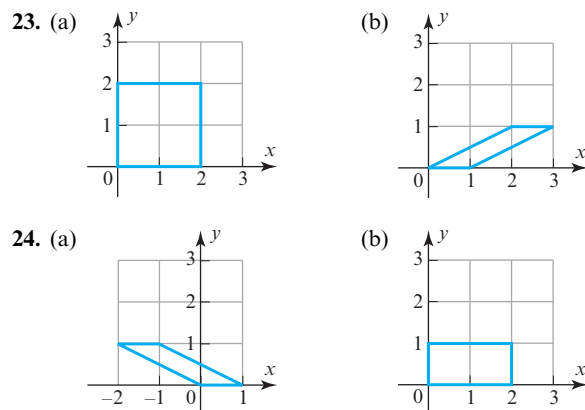 23. (a) (b)
y y
3 3
2 2
1 1
x x
0 1 2 3 0 1 2 3
24. (a) (b)
y y
3 3
2 2
1 1
x x
–2 –1 0 1 0 1 2 3